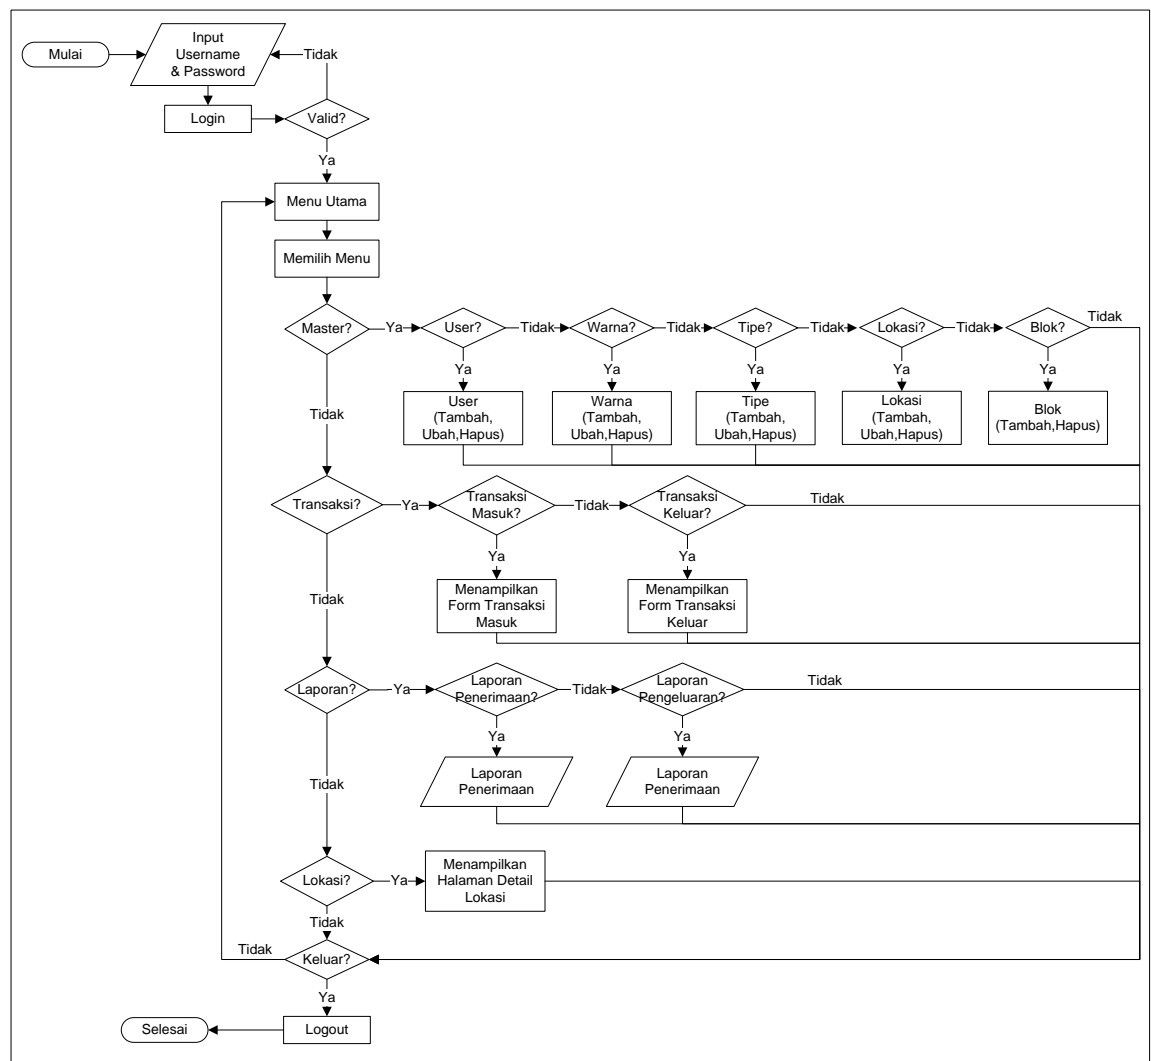 Mulai
Input
Username
& Password
Tidak
Login
Valid?
Ya
Menu Utama
Memilih Menu
Master?
Ya
User?
Tidak
Warna?
Tidak
Tipe?
Tidak
Lokasi?
Tidak
Blok?
Tidak
Ya
Ya
Ya
Ya
Ya
User
(Tambah,
Ubah,Hapus)
Warna
(Tambah,
Ubah,Hapus)
Tipe
(Tambah,
Ubah,Hapus)
Lokasi
(Tambah,
Ubah,Hapus)
Blok
(Tambah,Hapus)
Tidak
Transaksi?
Ya
Transaksi
Masuk?
Tidak
Transaksi
Keluar?
Tidak
Ya
Ya
Menampilkan
Form Transaksi
Masuk
Menampilkan
Form Transaksi
Keluar
Tidak
Laporan?
Ya
Laporan
Penerimaan?
Tidak
Laporan
Pengeluaran?
Tidak
Ya
Ya
Laporan
Penerimaan
Laporan
Penerimaan
Tidak
Lokasi?
Ya
Menampilkan
Halaman Detail
Lokasi
Tidak
Tidak
Keluar?
Ya
Logout
Selesai